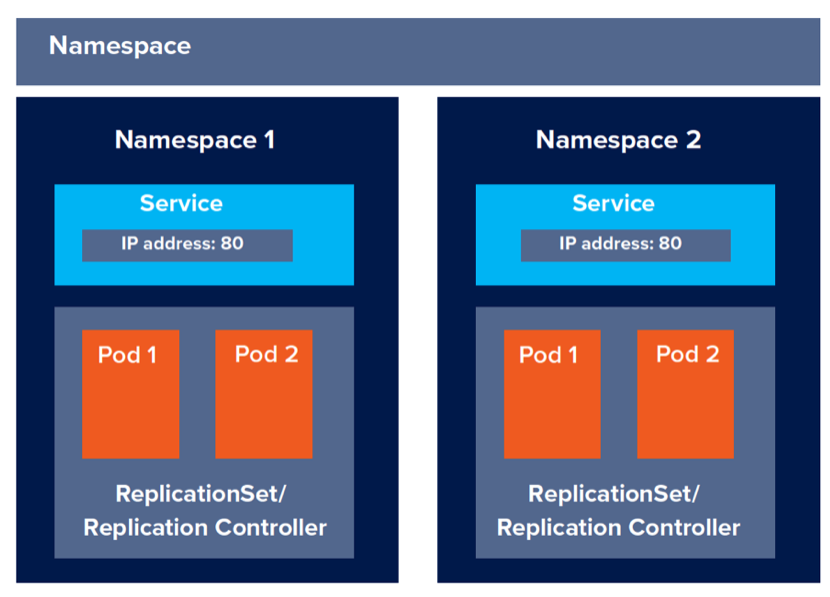 Namespace
Namespace 1
Service
IP address: 80
Pod 1
Pod 2
ReplicationSet/
Replication Controller
Namespace 2
Service
IP address: 80
Pod 1
Pod 2
ReplicationSet/
Replication Controller